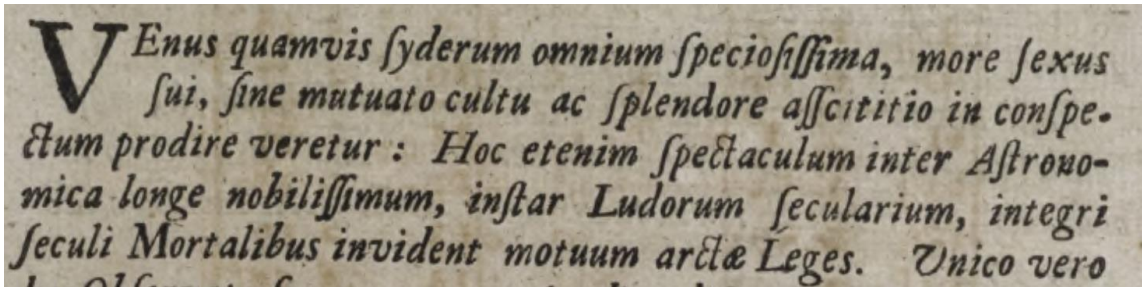 VEnus quamvis ſyderum omnium ſpecioſiſſima, more ſexus
ſui, ſine mutuato cultu ac ſplendore aſſcititio in conſpe-
ctum prodire veretur : Hoc etenim ſpectaculum inter Aſtrono-
mica longe nobiliſſimum, inſtar Ludorum ſecularium, integri
ſeculi Mortalibus invident motuum arctæ Leges. Unico vero